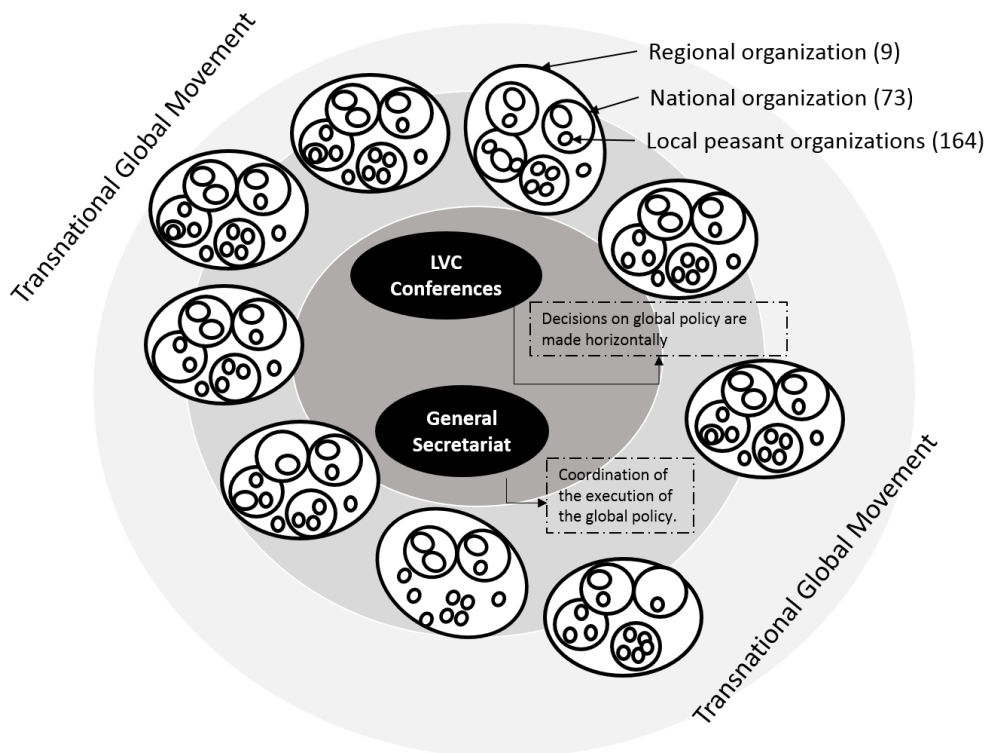 Transnational Global Movement
Regional organization (9)
National organization (73)
Local peasant organizations (164)
LVC
Conferences
Decisions on global policy are
made horizontally
General
Secretariat
Coordination of
the execution of
the global policy.
Transnational Global Movement